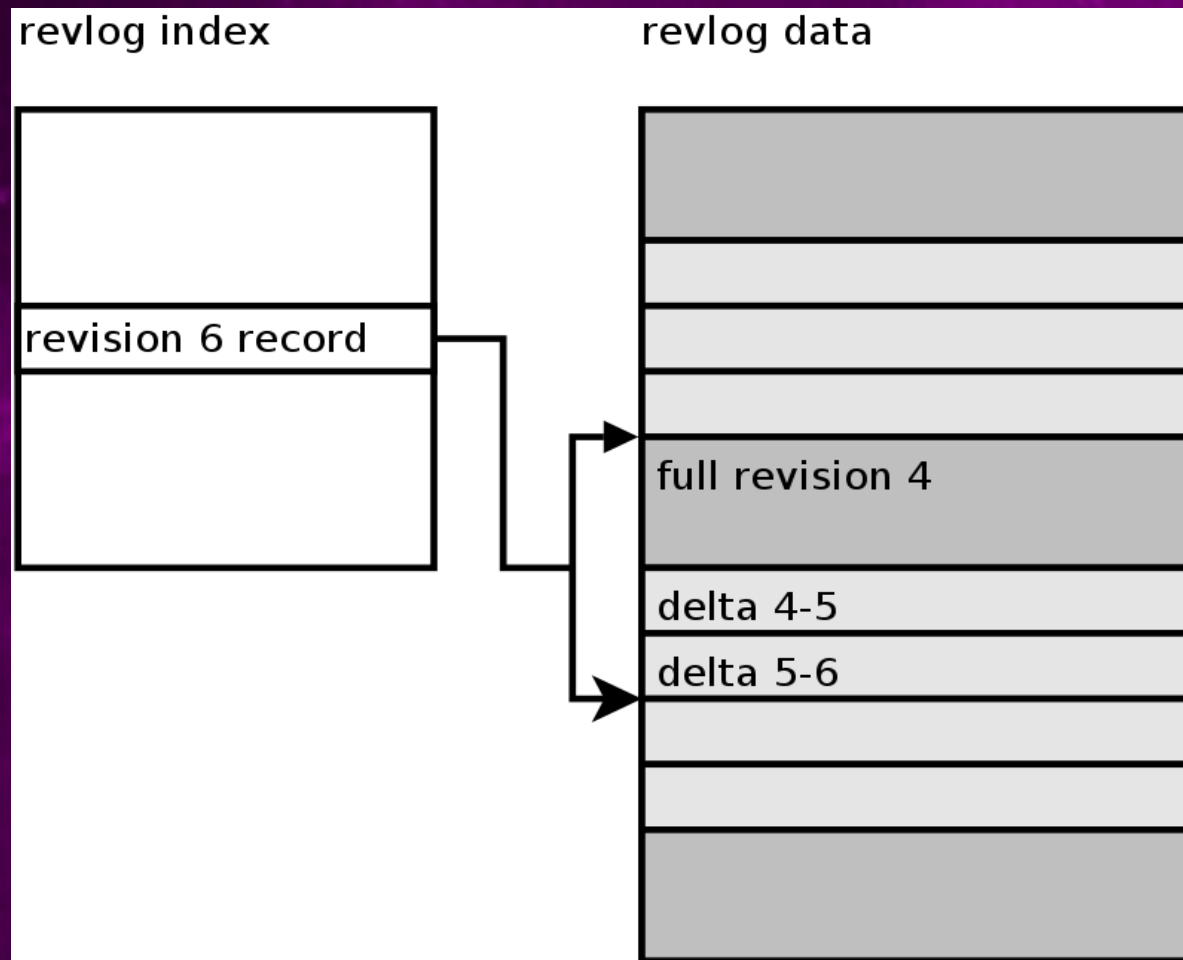 revlog index
revlog data
revision 6 record
full revision 4
delta 4-5
delta 5-6